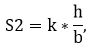 S2 = k * h/b,